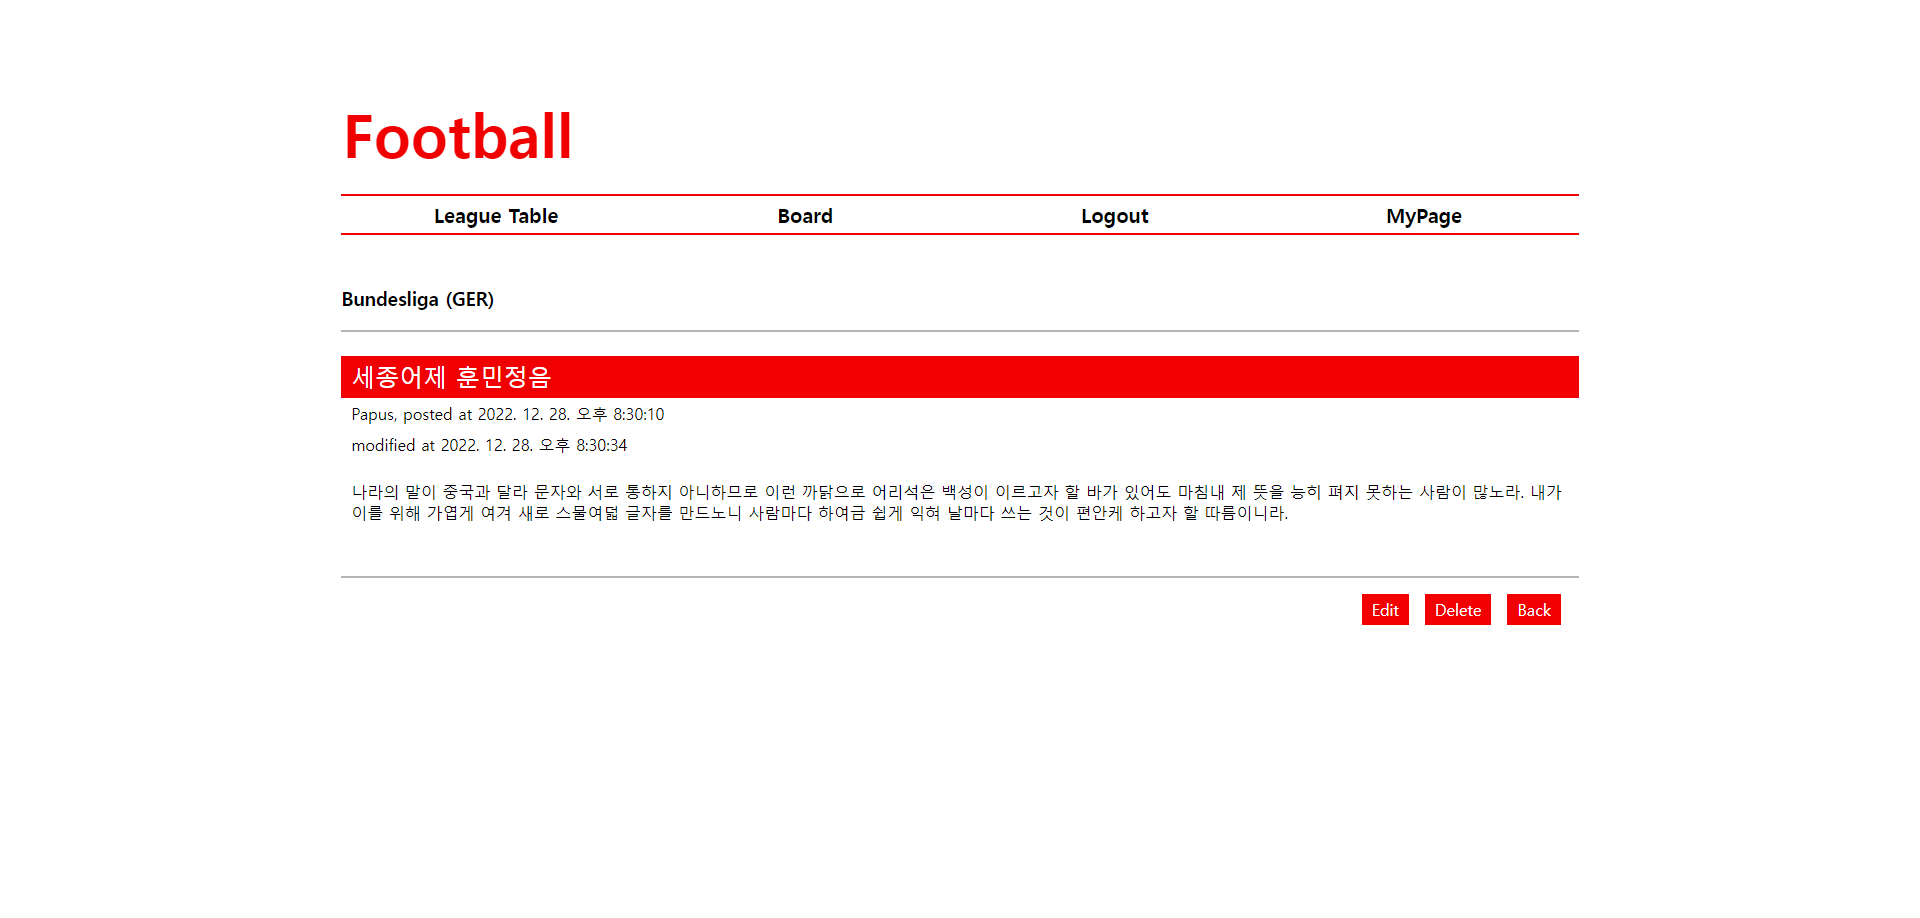 Football
League Table Board Logout MyPage
Bundesliga (GER)
세종어제 훈민정음
Papus, posted at 2022. 12. 28. 오후 8:30:10
modified at 2022. 12. 28. 오후 8:30:34
나라의 말이 중국과 달라 문자와 서로 통하지 아니하므로 이런 까닭으로 어리석은 백성이 이르고자 할 바가 있어도 마침내 제 뜻을 능히 펴지 못하는 사람이 많노라. 내가
이를 위해 가엽게 여겨 새로 스물여덟 글자를 만드노니 사람마다 하여금 쉽게 익혀 날마다 쓰는 것이 편안케 하고자 할 따름이니라.
Edit Delete Back